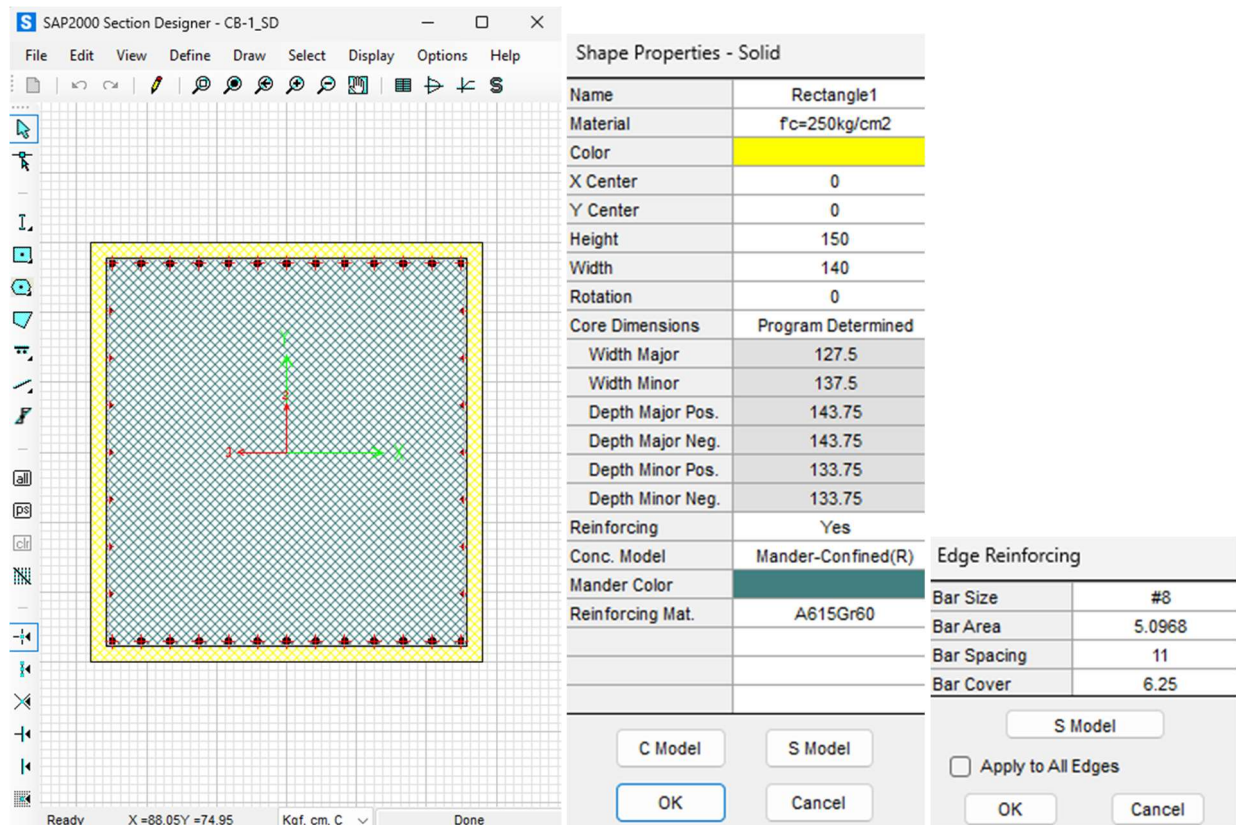 SAP2000 Section Designer - CB-1_SD
File Edit View Define Draw Select Display Options Help
all
ps
clr
Y
2
1
X
Ready X =88.05Y =74.95 Kgf, cm, C Done
Shape Properties - Solid
Name Rectangle1
Material f'c=250kg/cm2
Color
X Center 0
Y Center 0
Height 150
Width 140
Rotation 0
Core Dimensions Program Determined
Width Major 127.5
Width Minor 137.5
Depth Major Pos. 143.75
Depth Major Neg. 143.75
Depth Minor Pos. 133.75
Depth Minor Neg. 133.75
Reinforcing Yes
Conc. Model Mander-Confined(R)
Mander Color
Reinforcing Mat. A615Gr60
C Model S Model
OK Cancel
Edge Reinforcing
Bar Size #8
Bar Area 5.0968
Bar Spacing 11
Bar Cover 6.25
S Model
Apply to All Edges
OK Cancel